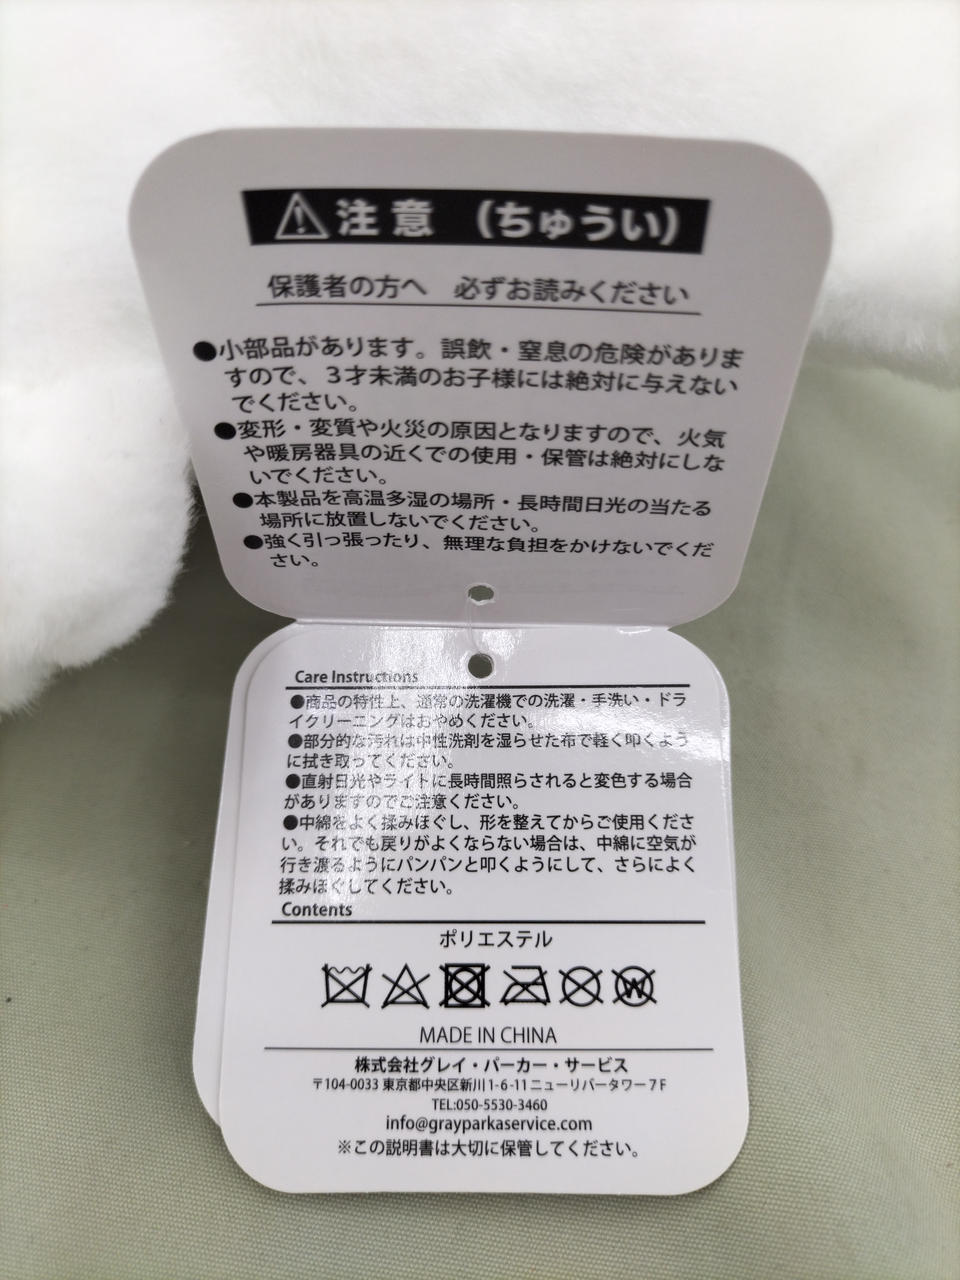 注意 (ちゅうい)
保護者の方へ 必ずお読みください
●小部品があります。誤飲・窒息の危険がありま
すので、3才未満のお子様には絶対に与えない
でください。
●変形・変質や火災の原因となりますので、火気
や暖房器具の近くでの使用・保管は絶対にしな
いでください。
●本製品を高温多湿の場所・長時間日光の当たる
場所に放置しないでください。
●強く引っ張ったり、無理な負担をかけないでくだ
さい。
Care Instructions
●商品の特性上、通常の洗濯機での洗濯・手洗い・ドラ
イクリーニングはおやめください。
●部分的な汚れは中性洗剤を湿らせた布で軽く叩くよう
に拭き取ってください。
●直射日光やライトに長時間照らされると変色する場合
がありますのでご注意ください。
●中綿をよく揉みほぐし、形を整えてからご使用くださ
い。それでも戻りがよくならない場合は、中綿に空気が
行き渡るようにパンパンと叩くようにして、さらによく
揉みほぐしてください。
Contents
ポリエステル
W
MADE IN CHINA
株式会社グレイ・パーカー・サービス
〒104-0033 東京都中央区新川1-6-11ニューリバータワー7F
TEL:050-5530-3460
info@grayparkaservice.com
※この説明書は大切に保管してください。